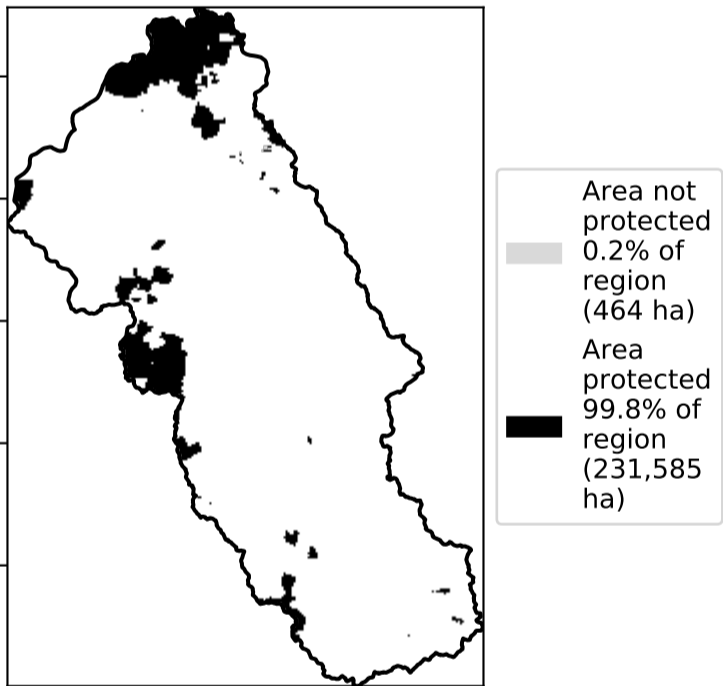 Area not
protected
0.2% of
region
(464 ha)
Area
protected
99.8% of
region
(231,585
ha)